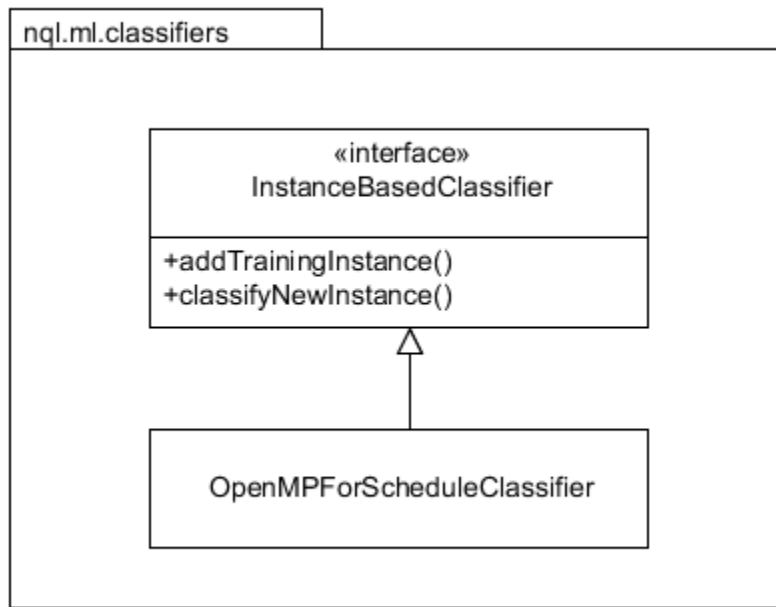 nql.ml.classifiers
«interface»
InstanceBasedClassifier
+addTrainingInstance()
+classifyNewInstance()
OpenMPForScheduleClassifier